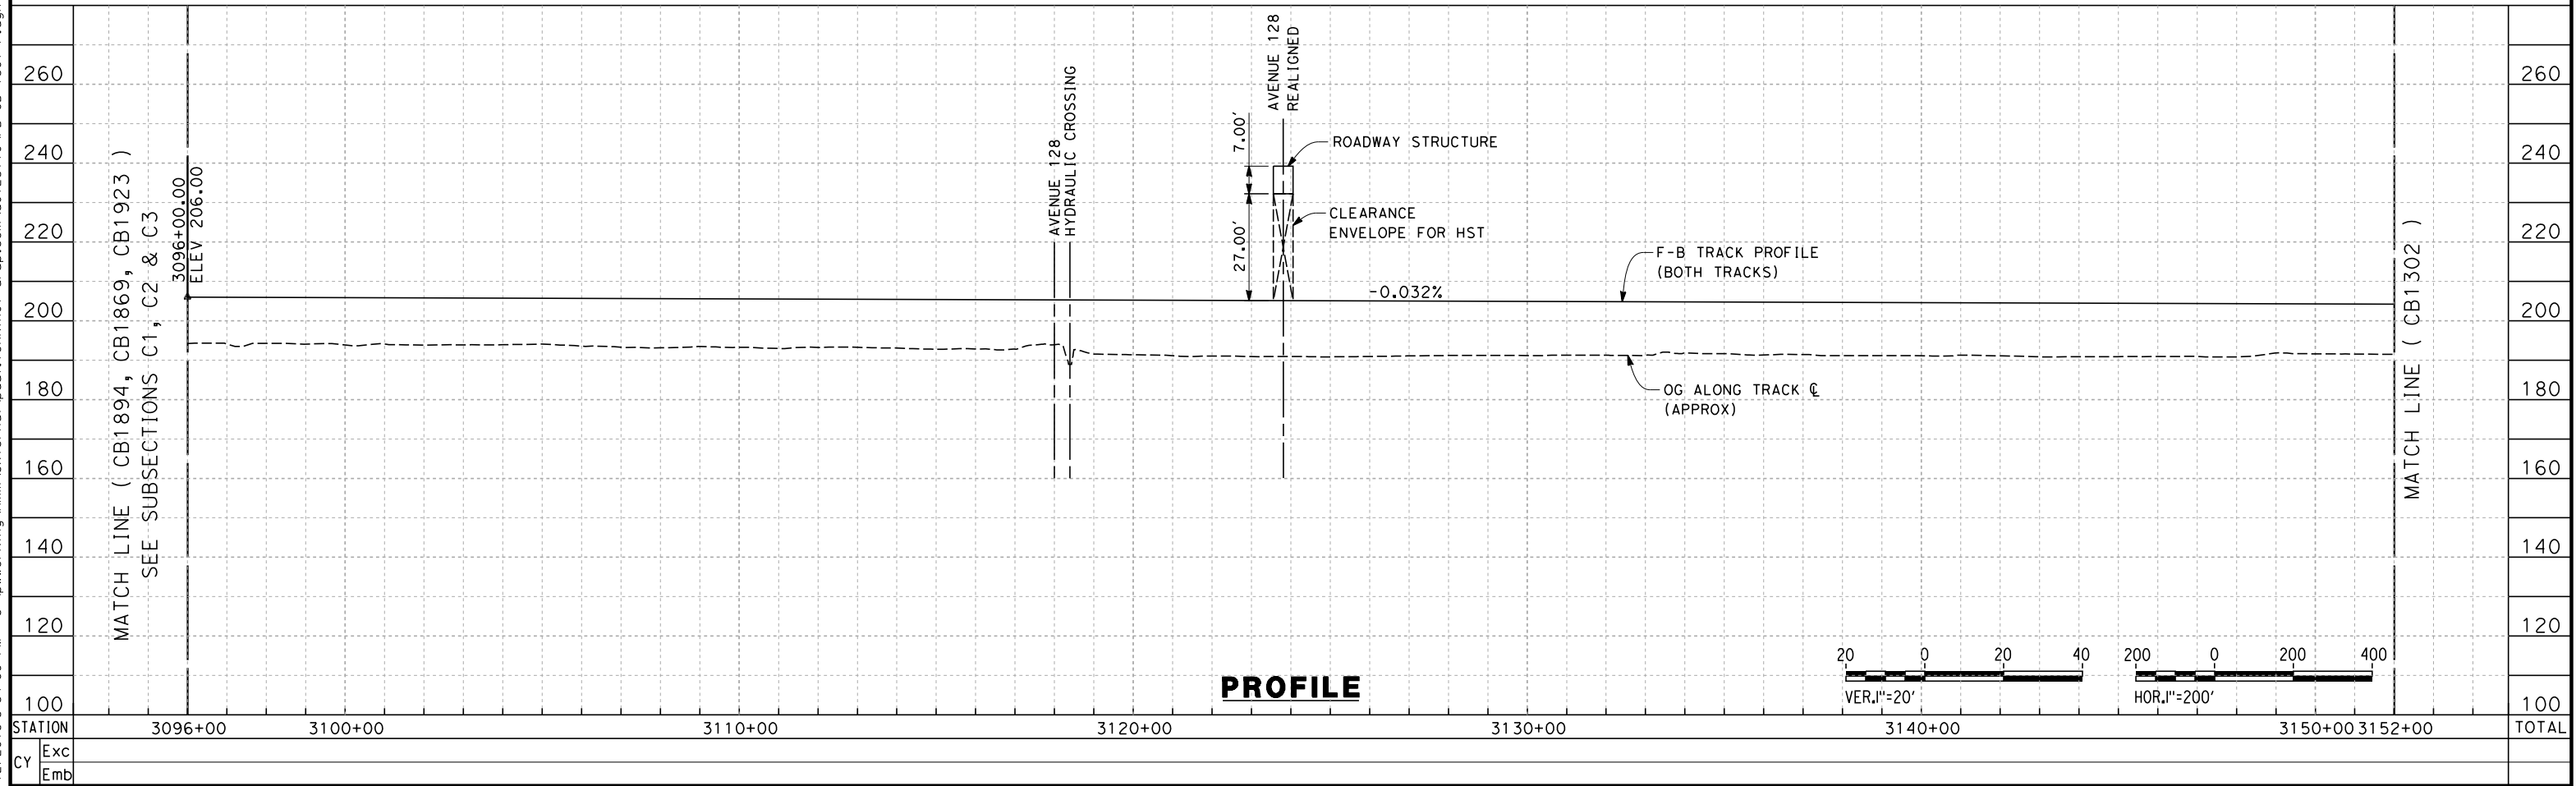 260
240
220
200
180
160
140
120
100
MATCH LINE ( CB1894, CB1869, CB1923 )
SEE SUBSECTIONS C1, C2 & C3
3096+00.00
ELEV 206.00
AVENUE 128
HYDRAULIC CROSSING
AVENUE 128
REALIGNED
7.00'
27.00'
ROADWAY STRUCTURE
CLEARANCE
ENVELOPE FOR HST
-0.032%
F-B TRACK PROFILE
(BOTH TRACKS)
OG ALONG TRACK ℄
(APPROX)
MATCH LINE ( CB1302 )
260
240
220
200
180
160
140
120
100
PROFILE
20 0 20 40
VER.1"=20'
200 0 200 400
HOR.1"=200'
STATION 3096+00 3100+00 3110+00 3120+00 3130+00 3140+00 3150+00 3152+00 TOTAL
CY
Exc
Emb